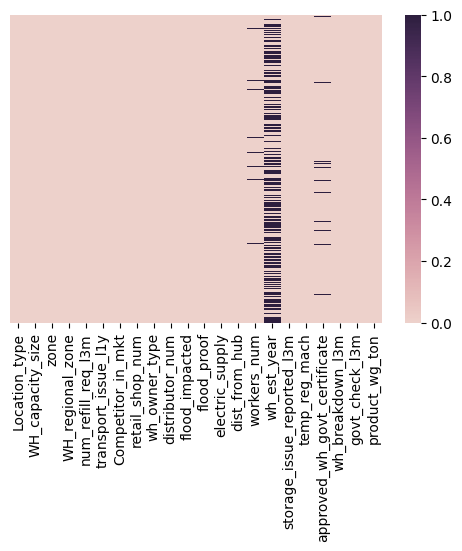 1.0
0.8
0.6
0.4
0.2
0.0
Location_type
WH_capacity_size
zone
WH_regional_zone
num_refill_req_l3m
transport_issue_l1y
Competitor_in_mkt
retail_shop_num
wh_owner_type
distributor_num
flood_impacted
flood_proof
electric_supply
dist_from_hub
workers_num
wh_est_year
storage_issue_reported_l3m
temp_reg_mach
approved_wh_govt_certificate
wh_breakdown_l3m
govt_check_l3m
product_wg_ton